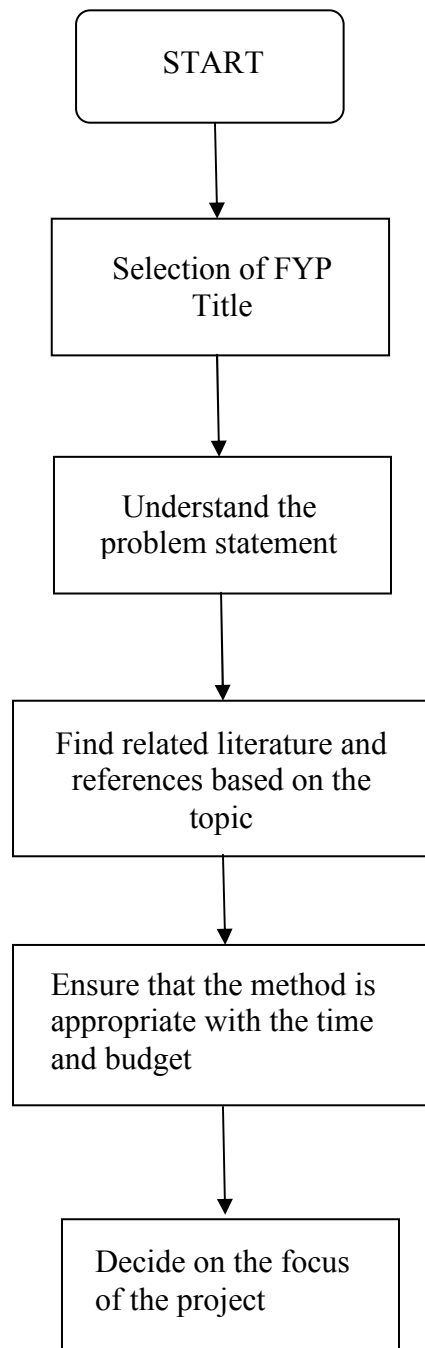 START
Selection of FYP
Title
Understand the
problem statement
Find related literature and
references based on the
topic
Ensure that the method is
appropriate with the time
and budget
Decide on the focus
of the project